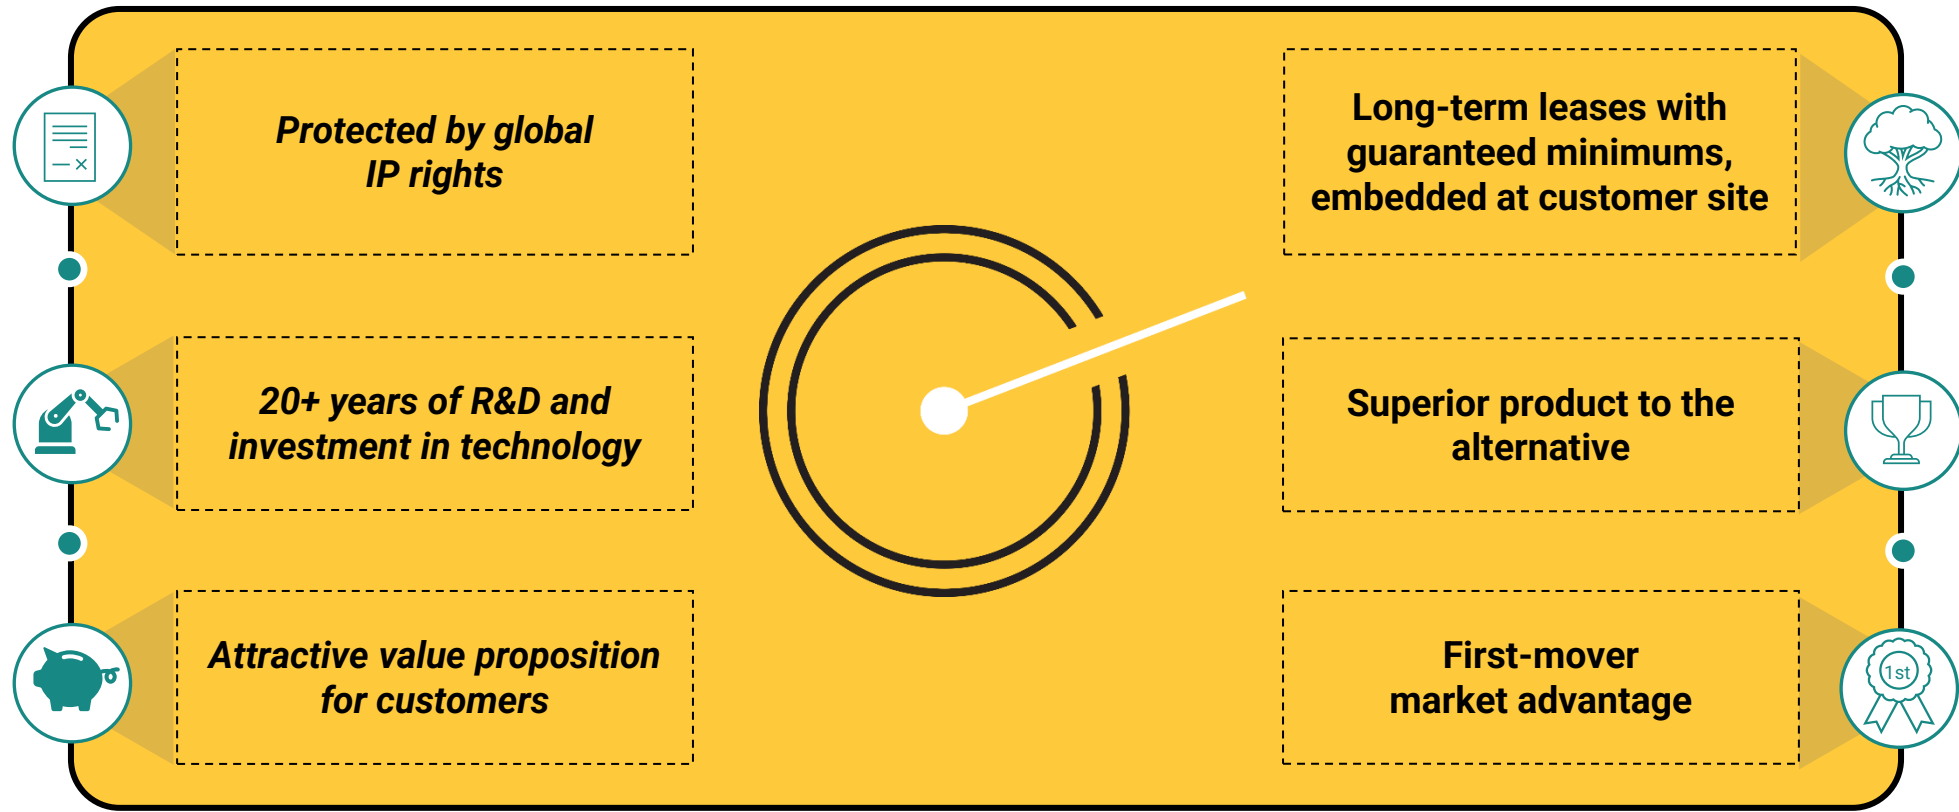 Protected by global
IP rights
20+ years of R&D and
investment in technology
Attractive value proposition
for customers
Long-term leases with
guaranteed minimums,
embedded at customer site
Superior product to the
alternative
First-mover
market advantage
1st